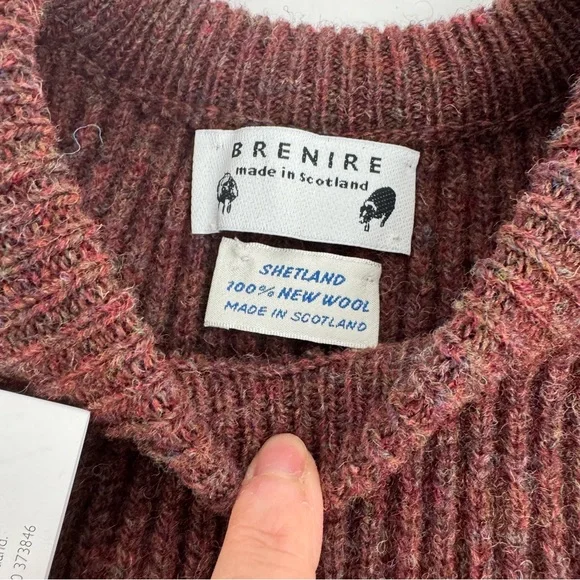 BRENIRE
made in Scotland
SHETLAND
100% NEW WOOL
MADE IN SCOTLAND
373846